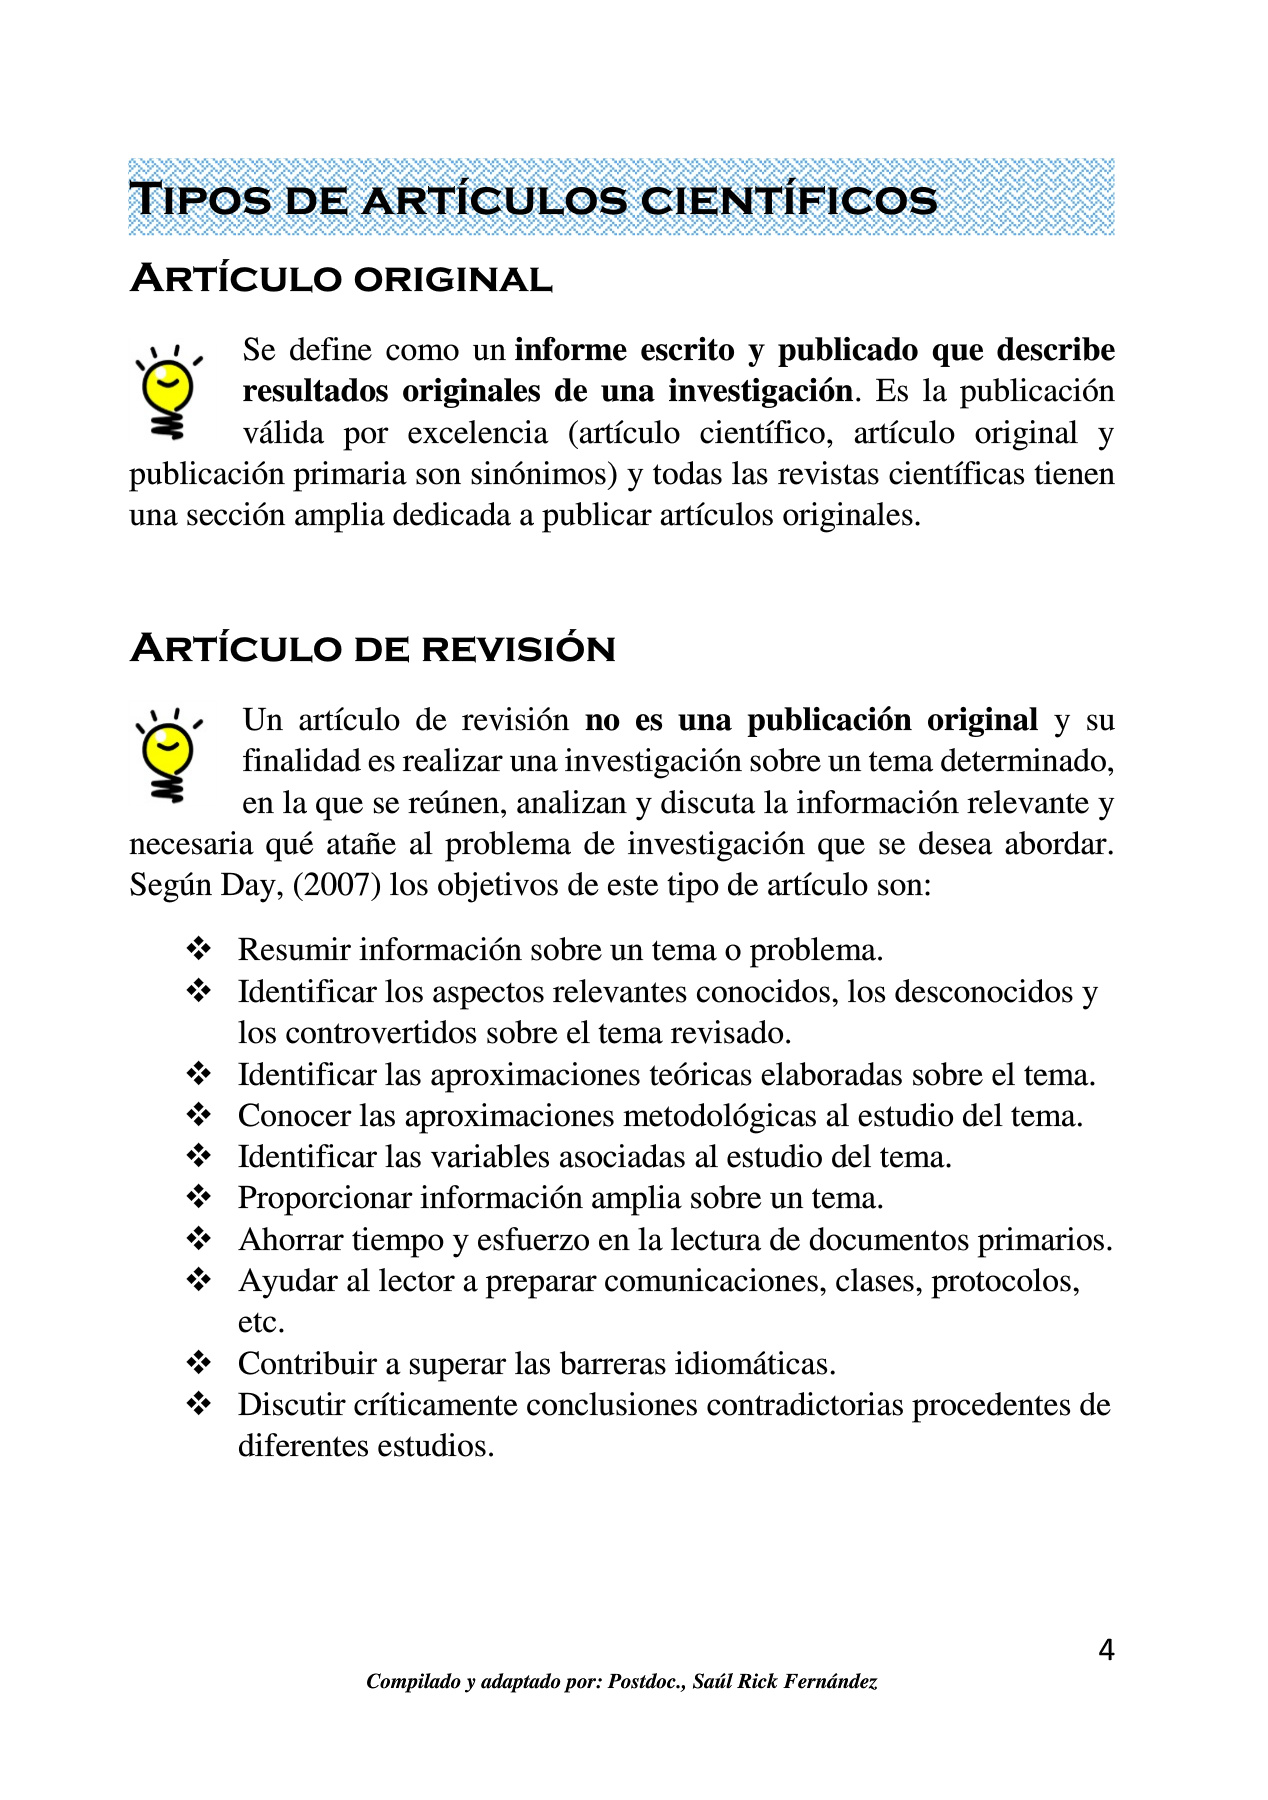 TIPOS DE ARTÍCULOS CIENTÍFICOS
ARTÍCULO ORIGINAL
Se define como un informe escrito y publicado que describe
resultados originales de una investigación. Es la publicación
válida por excelencia (artículo científico, artículo original y
publicación primaria son sinónimos) y todas las revistas científicas tienen
una sección amplia dedicada a publicar artículos originales.
ARTÍCULO DE REVISIÓN
Un artículo de revisión no es una publicación original y su
finalidad es realizar una investigación sobre un tema determinado,
en la que se reúnen, analizan y discuta la información relevante y
necesaria qué atañe al problema de investigación que se desea abordar.
Según Day, (2007) los objetivos de este tipo de artículo son:
❖ Resumir información sobre un tema o problema.
❖ Identificar los aspectos relevantes conocidos, los desconocidos y
los controvertidos sobre el tema revisado.
❖ Identificar las aproximaciones teóricas elaboradas sobre el tema.
❖ Conocer las aproximaciones metodológicas al estudio del tema.
❖ Identificar las variables asociadas al estudio del tema.
❖ Proporcionar información amplia sobre un tema.
❖ Ahorrar tiempo y esfuerzo en la lectura de documentos primarios.
❖ Ayudar al lector a preparar comunicaciones, clases, protocolos,
etc.
❖ Contribuir a superar las barreras idiomáticas.
❖ Discutir críticamente conclusiones contradictorias procedentes de
diferentes estudios.
4
Compilado y adaptado por: Postdoc., Saúl Rick Fernández